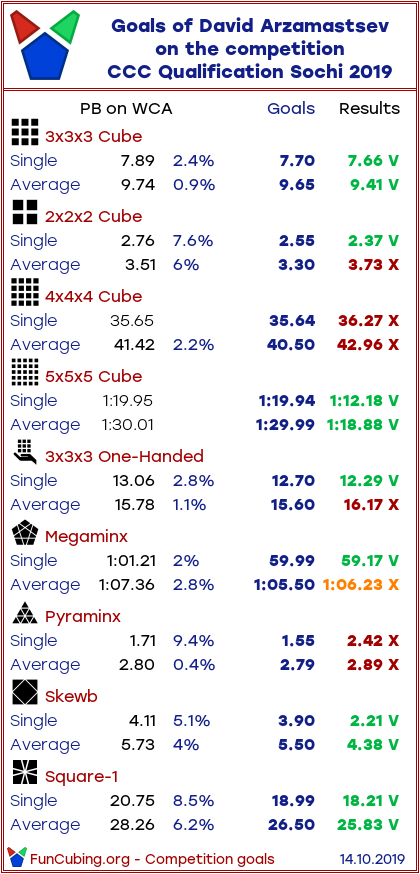 Goals of David Arzamastsev
on the competition
CCC Qualification Sochi 2019
PB on WCA Goals Results
3x3x3 Cube
Single 7.89 2.4% 7.70 7.66 V
Average 9.74 0.9% 9.65 9.41 V
2x2x2 Cube
Single 2.76 7.6% 2.55 2.37 V
Average 3.51 6% 3.30 3.73 X
4x4x4 Cube
Single 35.65 35.64 36.27 X
Average 41.42 2.2% 40.50 42.96 X
5x5x5 Cube
Single 1:19.95 1:19.94 1:12.18 V
Average 1:30.01 1:29.99 1:18.88 V
3x3x3 One-Handed
Single 13.06 2.8% 12.70 12.29 V
Average 15.78 1.1% 15.60 16.17 X
Megaminx
Single 1:01.21 2% 59.99 59.17 V
Average 1:07.36 2.8% 1:05.50 1:06.23 X
Pyraminx
Single 1.71 9.4% 1.55 2.42 X
Average 2.80 0.4% 2.79 2.89 X
Skewb
Single 4.11 5.1% 3.90 2.21 V
Average 5.73 4% 5.50 4.38 V
Square-1
Single 20.75 8.5% 18.99 18.21 V
Average 28.26 6.2% 26.50 25.83 V
FunCubing.org - Competition goals 14.10.2019